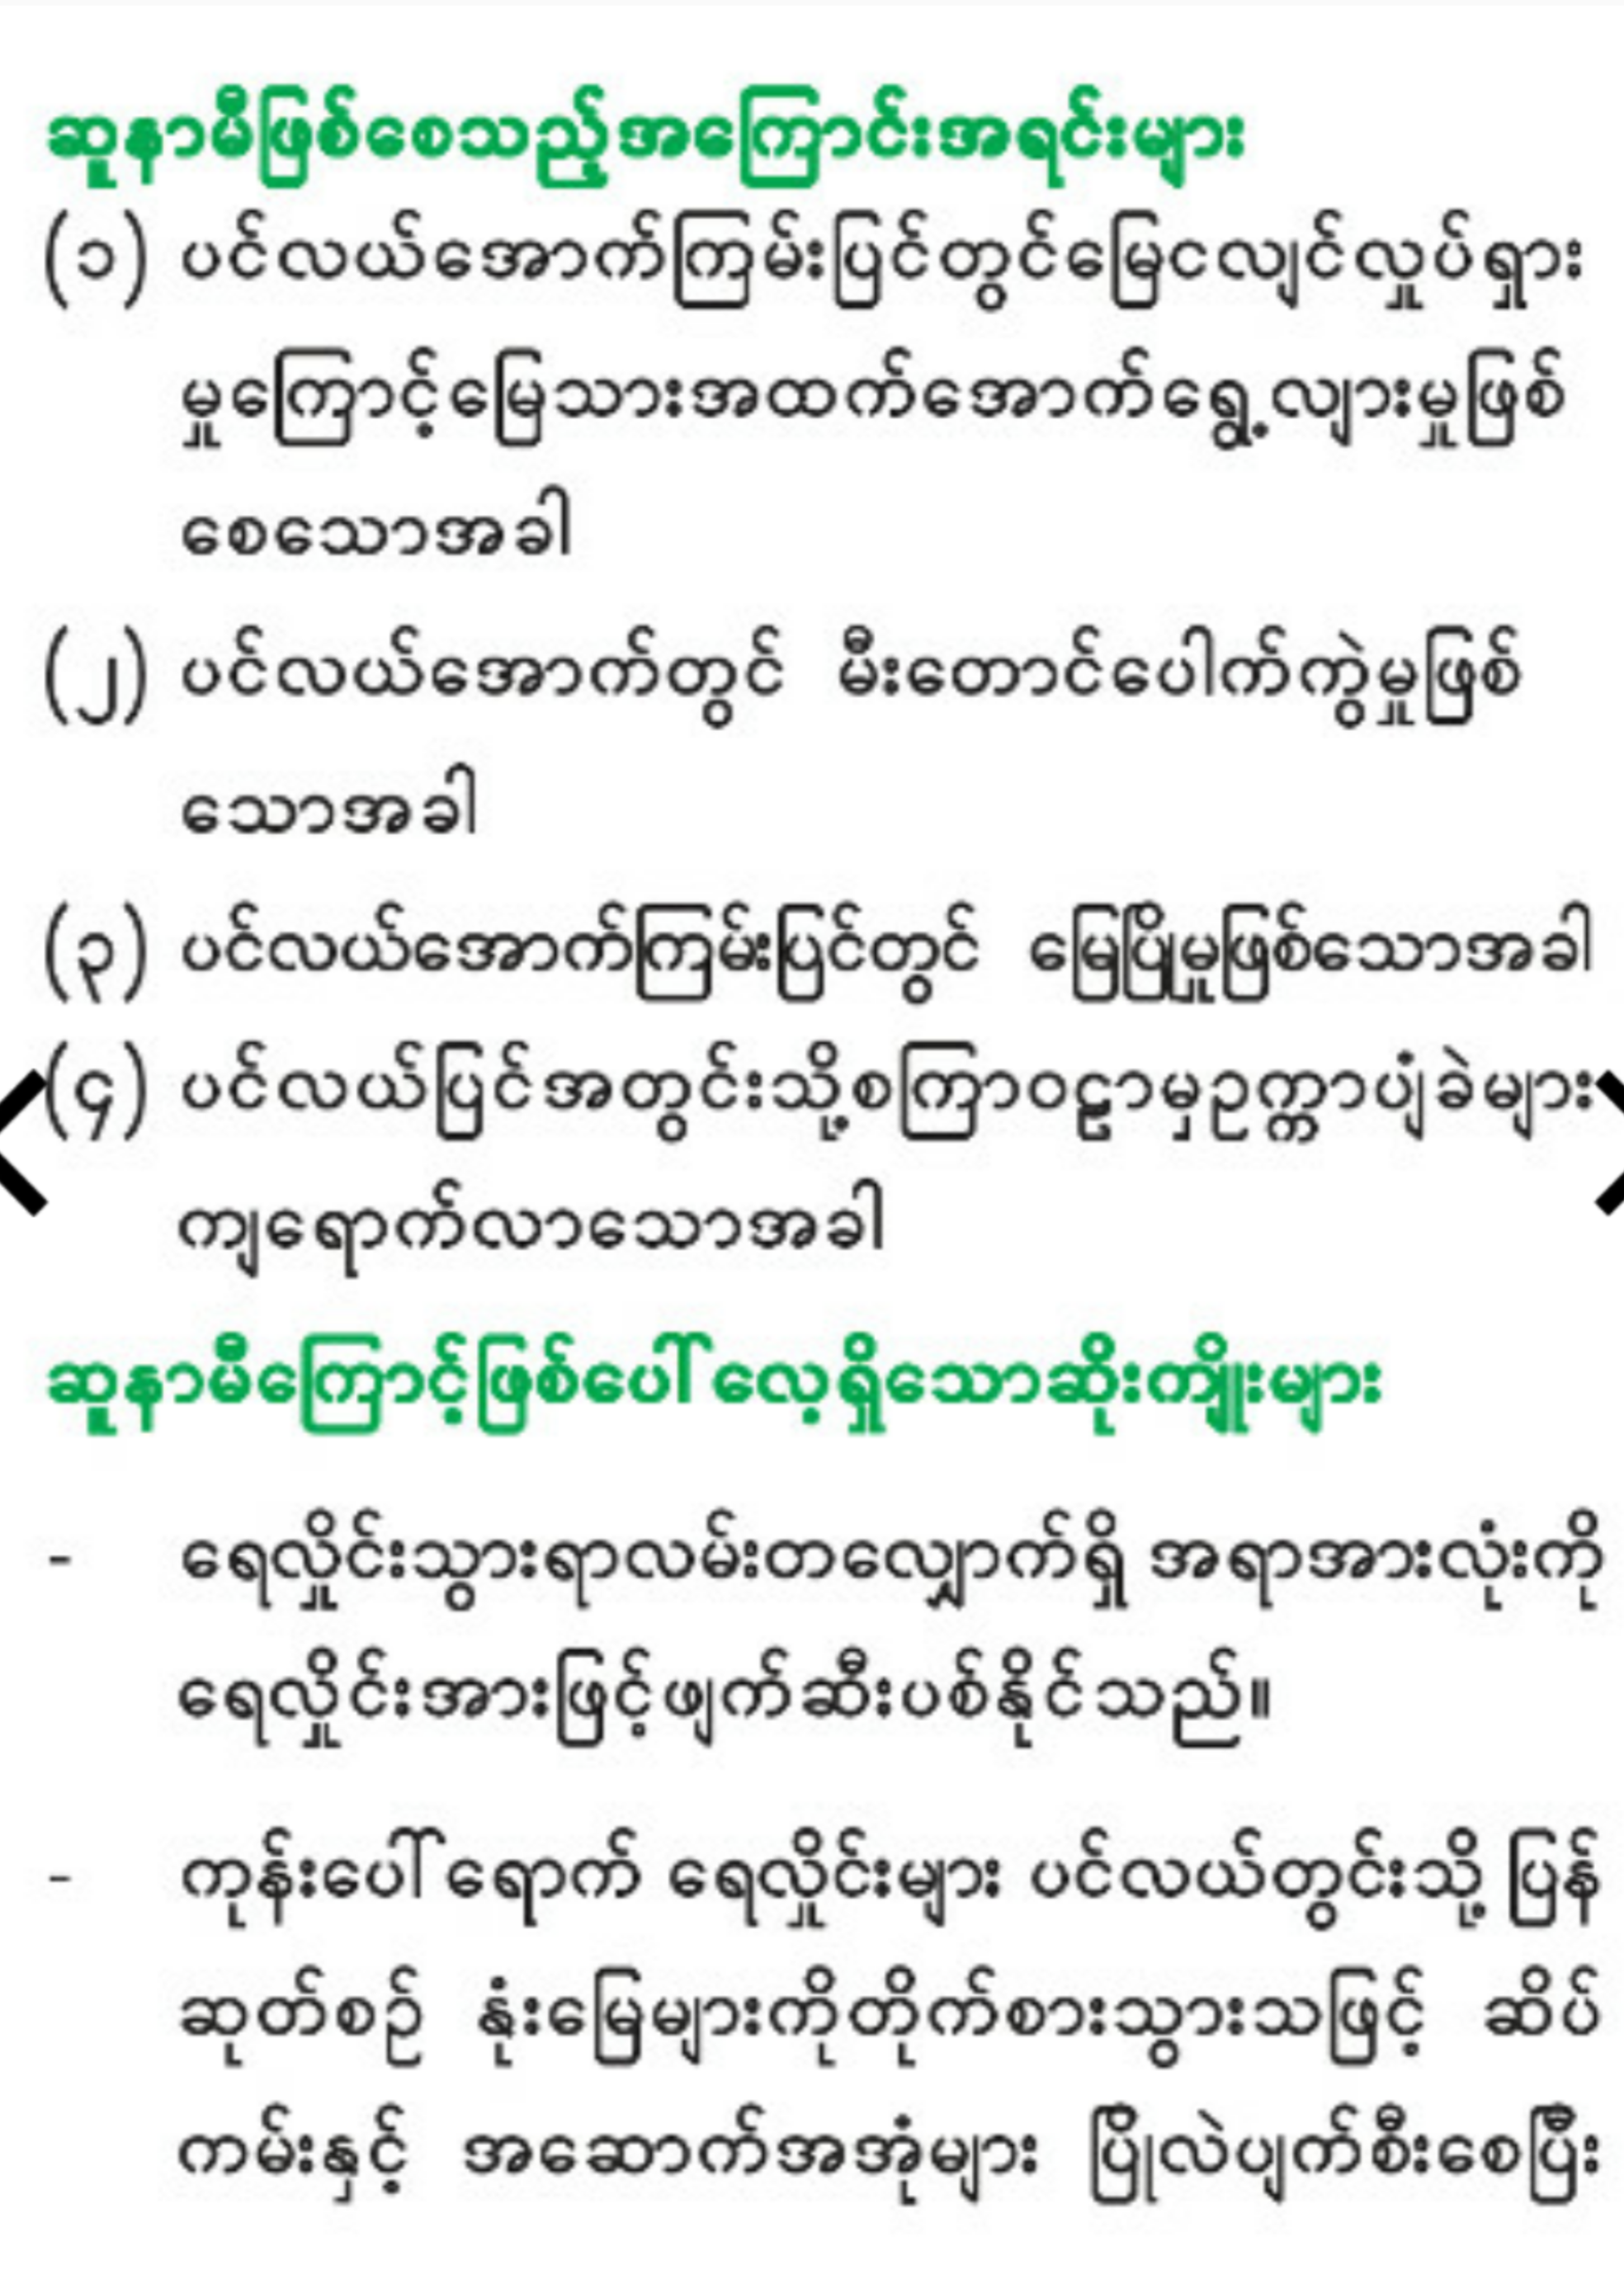 ဆူနာမီဖြစ်စေသည့်အကြောင်းအရင်းများ
(၁) ပင်လယ်အောက်ကြမ်းပြင်တွင်မြေငလျင်လှုပ်ရှား
မှုကြောင့်မြေသားအထက်အောက်ရွေ့လျားမှုဖြစ်
စေသောအခါ
(၂) ပင်လယ်အောက်တွင် မီးတောင်ပေါက်ကွဲမှုဖြစ်
သောအခါ
(၃) ပင်လယ်အောက်ကြမ်းပြင်တွင် မြေပြိုမှုဖြစ်သောအခါ
(၄) ပင်လယ်ပြင်အတွင်းသို့စကြာဝဠာမှဥက္ကာပျံခဲများ
ကျရောက်လာသောအခါ
ဆူနာမီကြောင့်ဖြစ်ပေါ်လေ့ရှိသောဆိုးကျိုးများ
- ရေလှိုင်းသွားရာလမ်းတလျှောက်ရှိ အရာအားလုံးကို
ရေလှိုင်းအားဖြင့်ဖျက်ဆီးပစ်နိုင်သည်။
- ကုန်းပေါ်ရောက် ရေလှိုင်းများ ပင်လယ်တွင်းသို့ ပြန်
ဆုတ်စဉ် နုံးမြေများကိုတိုက်စားသွားသဖြင့် ဆိပ်
ကမ်းနှင့် အဆောက်အအုံများ ပြိုလဲပျက်စီးစေပြီး